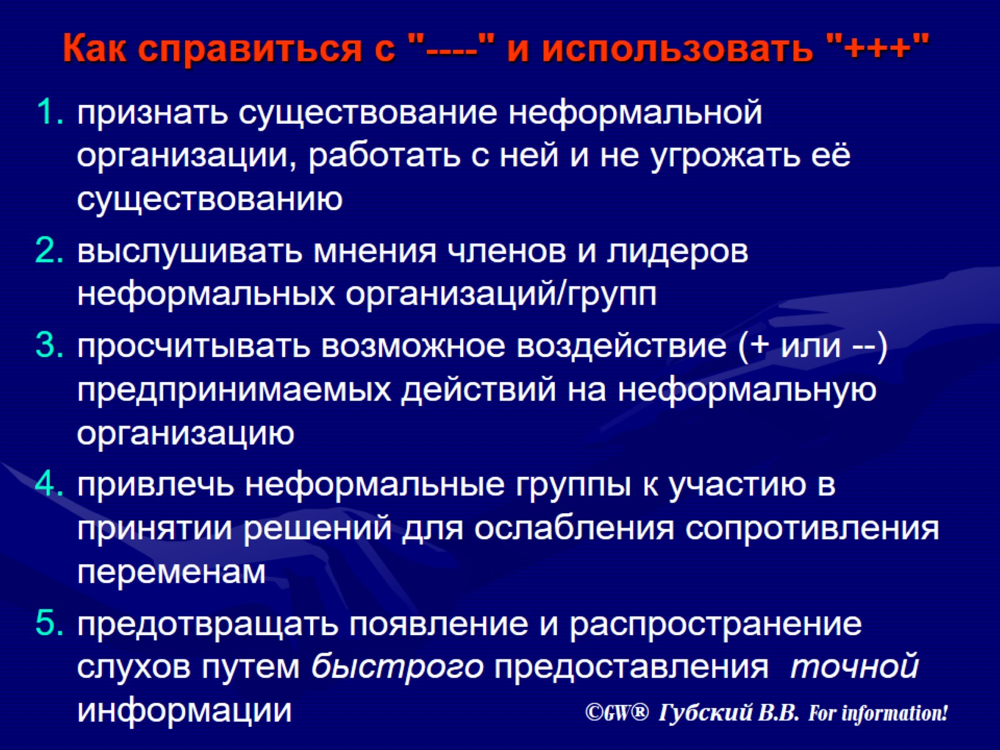 Как справиться с "----" и использовать "+++"
1. признать существование неформальной
организации, работать с ней и не угрожать её
существованию
2. выслушивать мнения членов и лидеров
неформальных организаций/групп
3. просчитывать возможное воздействие (+ или --)
предпринимаемых действий на неформальную
организацию
4. привлечь неформальные группы к участию в
принятии решений для ослабления сопротивления
переменам
5. предотвращать появление и распространение
слухов путем быстрого предоставления точной
информации
©GW® Губский В.В. For information!